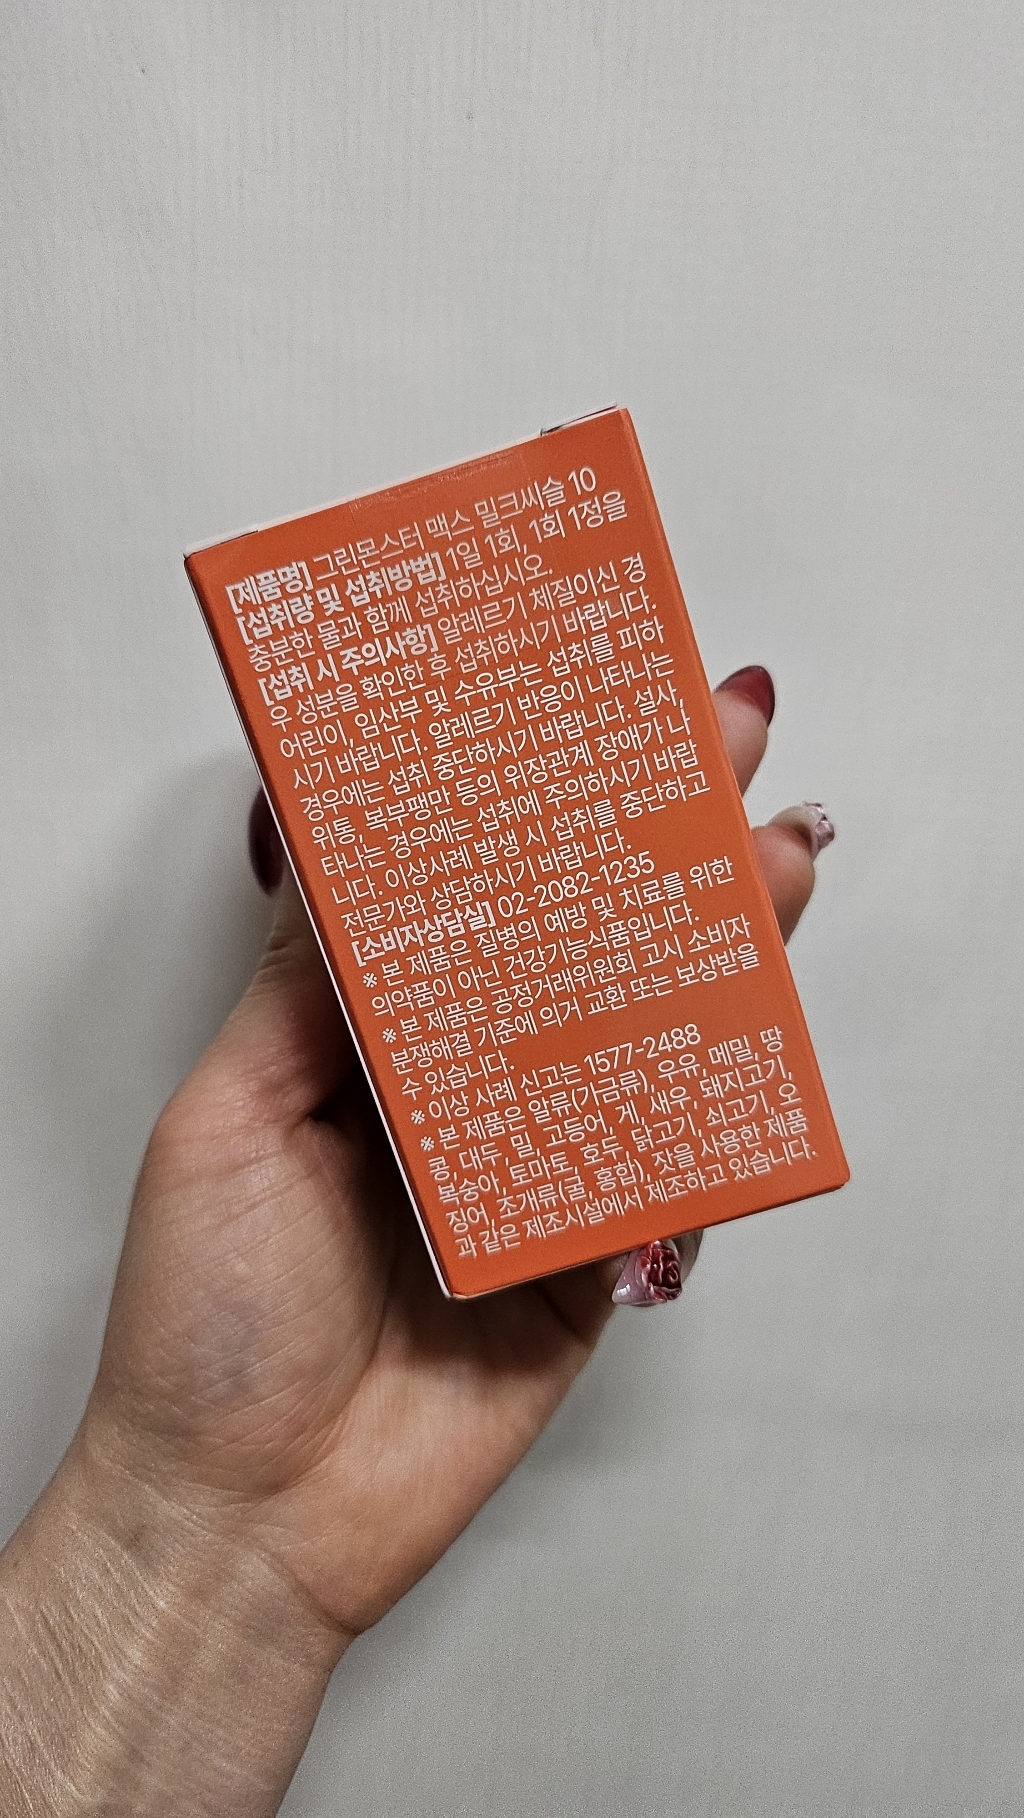 [제품명] 그린몬스터 맥스 밀크씨슬 10
[섭취량 및 섭취방법] 1일 1회, 1회 1정을
충분한 물과 함께 섭취하십시오.
[섭취 시 주의사항] 알레르기 체질이신 경
우 성분을 확인한 후 섭취하시기 바랍니다.
어린이, 임산부 및 수유부는 섭취를 피하
시기 바랍니다. 알레르기 반응이 나타나는
경우에는 섭취 중단하시기 바랍니다. 설사,
위통, 복부팽만 등의 위장관계 장애가 나
타나는 경우에는 섭취에 주의하시기 바랍
니다. 이상사례 발생 시 섭취를 중단하고
전문가와 상담하시기 바랍니다.
[소비자상담실] 02-2082-1235
※ 본 제품은 질병의 예방 및 치료를 위한
의약품이 아닌 건강기능식품입니다.
※ 본 제품은 공정거래위원회 고시 소비자
분쟁해결 기준에 의거 교환 또는 보상받을
수 있습니다.
※ 이상 사례 신고는 1577-2488
※ 본 제품은 알류(가금류), 우유, 메밀, 땅
콩, 대두, 밀, 고등어, 게, 새우, 돼지고기,
복숭아, 토마토, 호두, 닭고기, 쇠고기, 오
징어, 조개류(굴, 홍합), 잣을 사용한 제품
과 같은 제조시설에서 제조하고 있습니다.